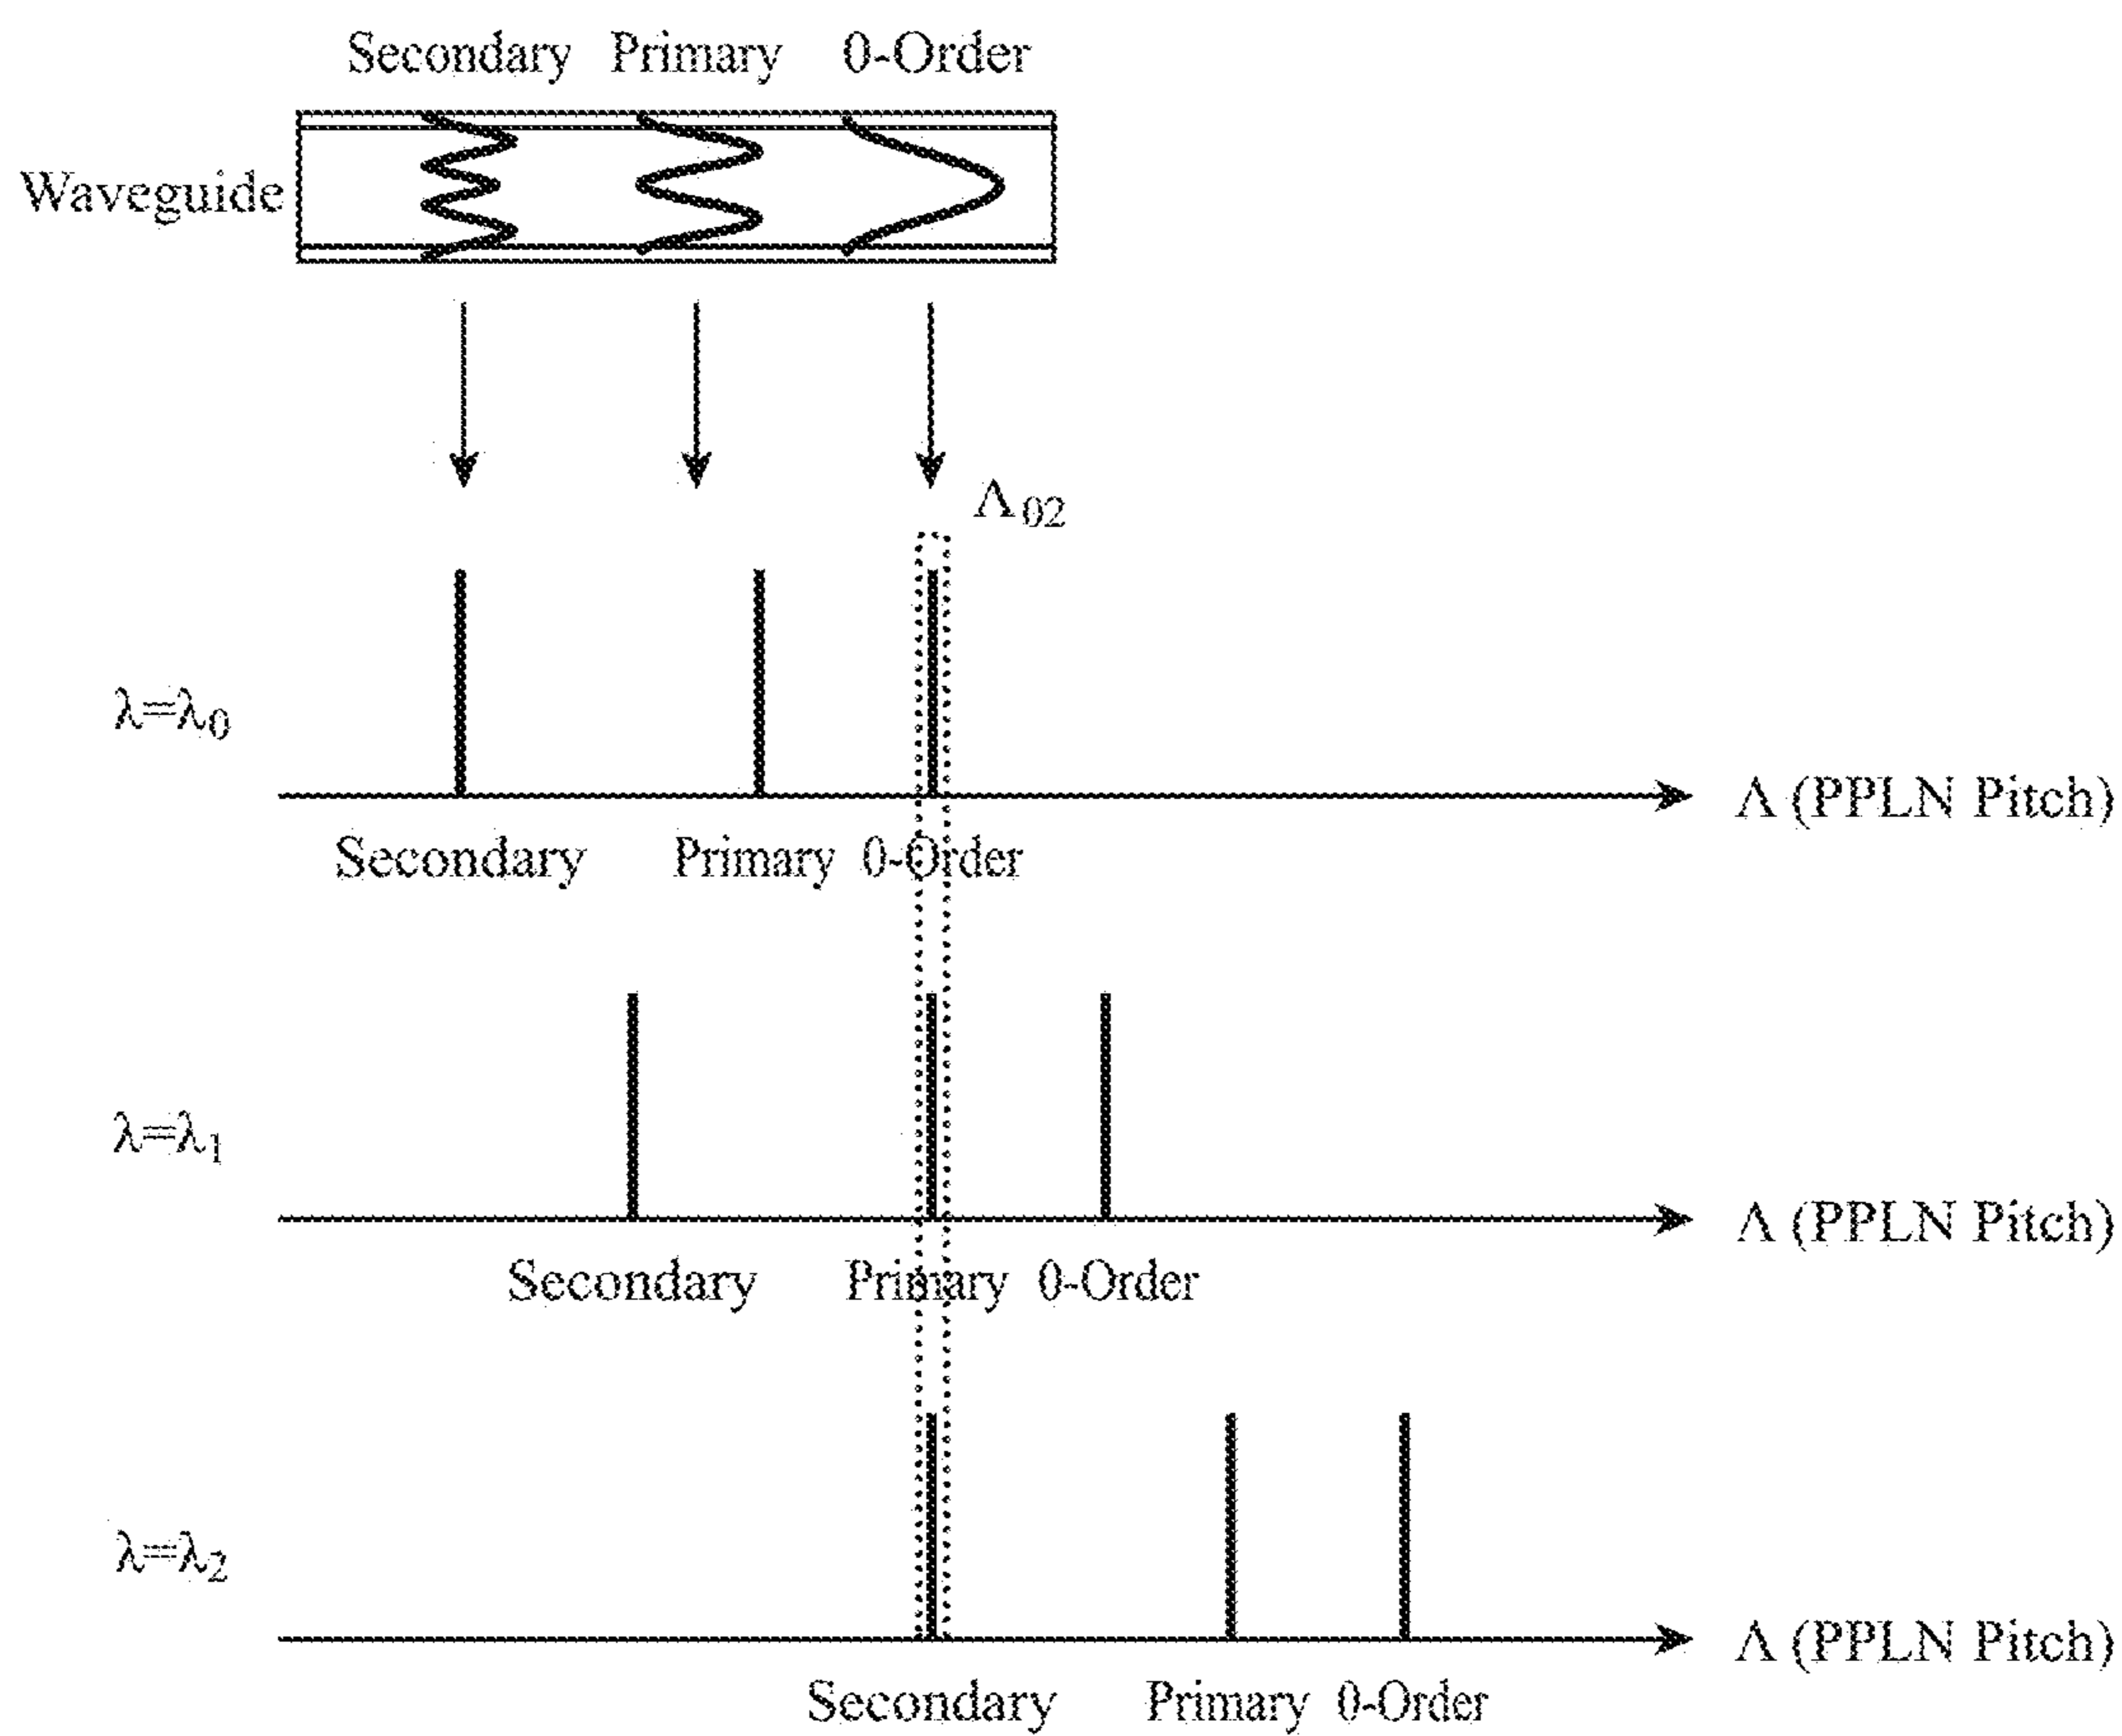 Secondary Primary 0-Order
Waveguide
Λ02
λ=λ0
Λ (PPLN Pitch)
Secondary Primary 0-Order
λ=λ1
Λ (PPLN Pitch)
Secondary Primary 0-Order
λ=λ2
Λ (PPLN Pitch)
Secondary Primary 0-Order